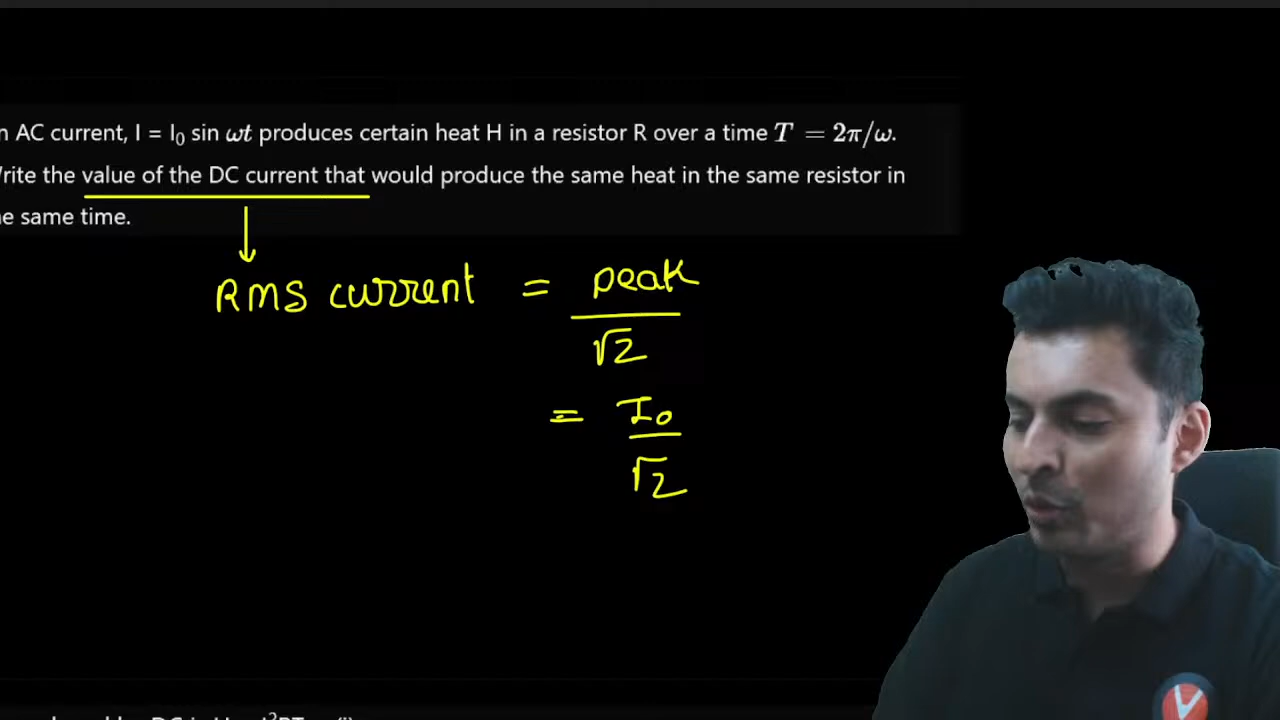 n AC current, I = I₀ sin ωt produces certain heat H in a resistor R over a time T = 2π/ω.
rite the value of the DC current that would produce the same heat in the same resistor in
e same time.
RMS current = peak
√2
= I₀
√2
V